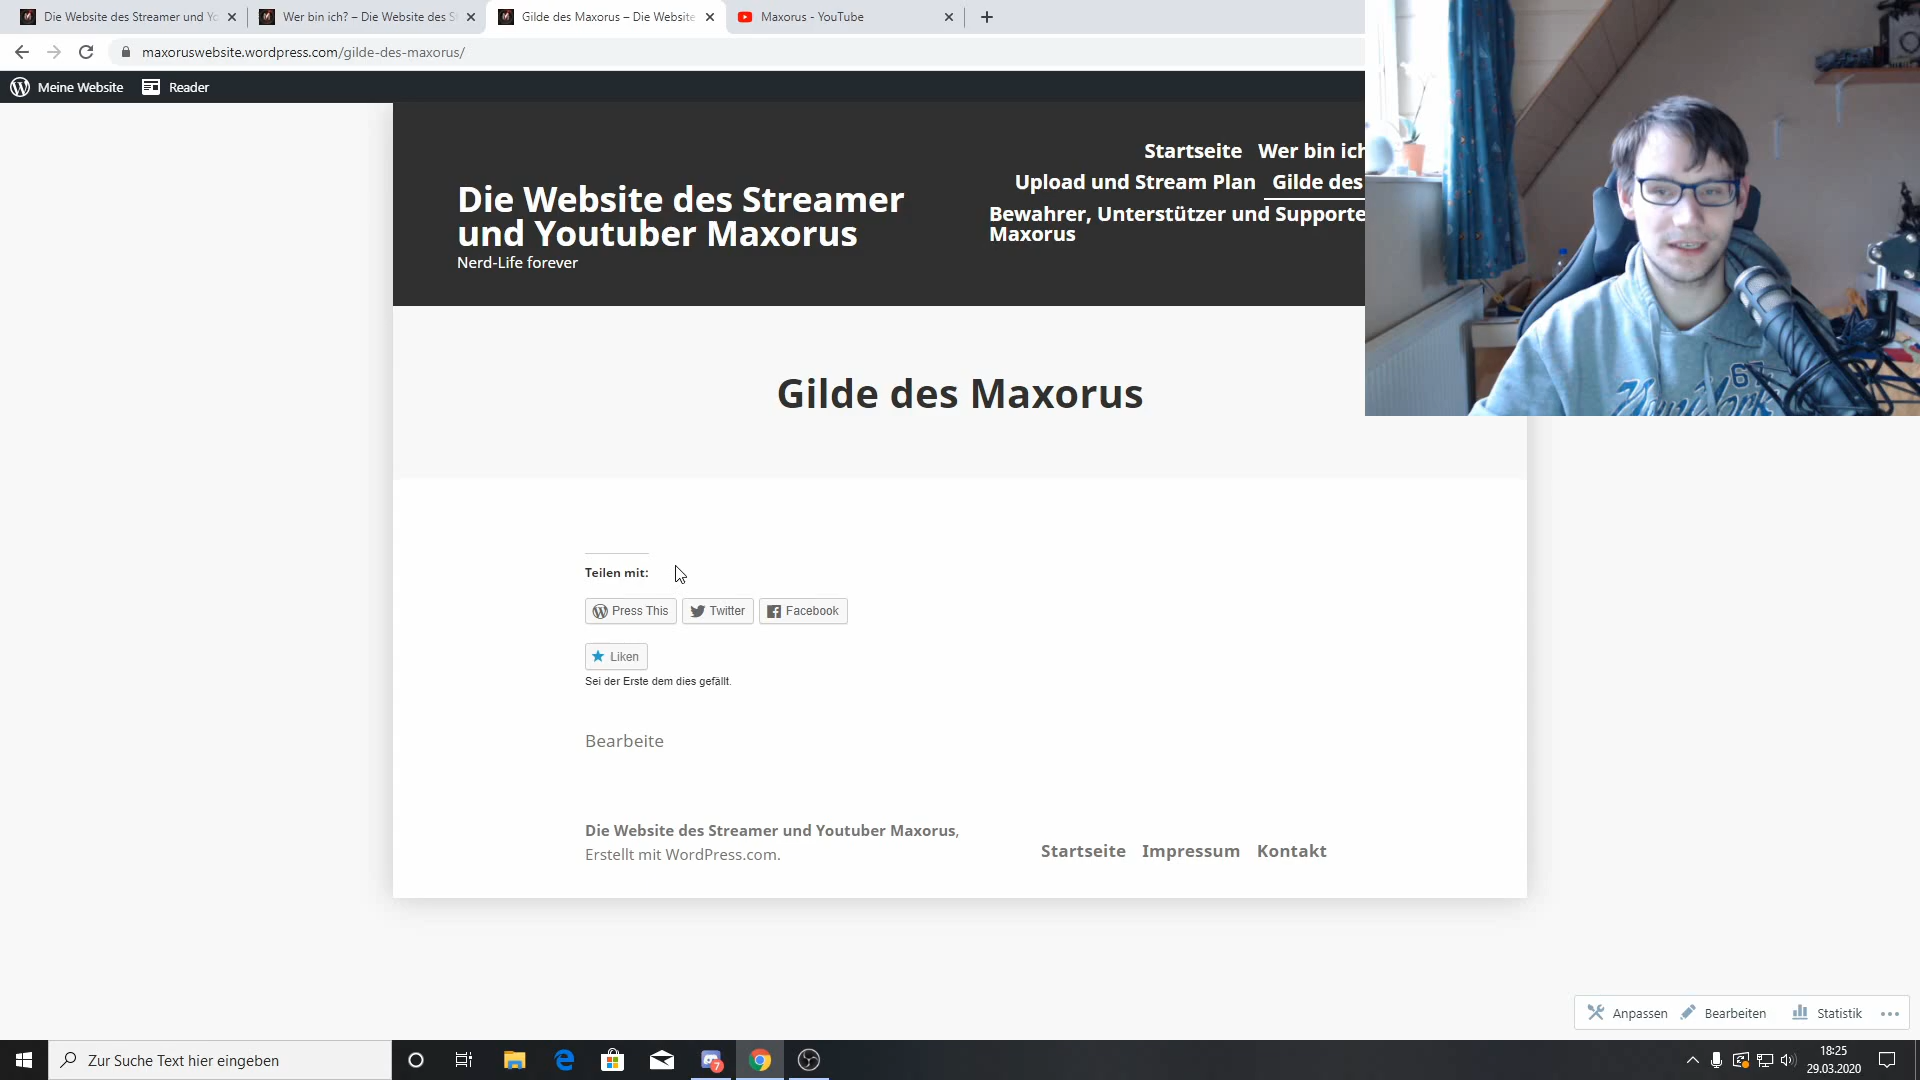 Die Website des Streamer und Yo
Wer bin ich? – Die Website des S
Gilde des Maxorus – Die Website
Maxorus - YouTube
maxoruswebsite.wordpress.com/gilde-des-maxorus/
Meine Website
Reader
Startseite Wer bin ich
Upload und Stream Plan Gilde des
Bewahrer, Unterstützer und Supporte
Maxorus
Die Website des Streamer
und Youtuber Maxorus
Nerd-Life forever
Gilde des Maxorus
Teilen mit:
Press This
Twitter
Facebook
Liken
Sei der Erste dem dies gefällt.
Bearbeite
Die Website des Streamer und Youtuber Maxorus,
Erstellt mit WordPress.com.
Startseite Impressum Kontakt
67
Anpassen Bearbeiten Statistik
Zur Suche Text hier eingeben
7
18:25
29.03.2020